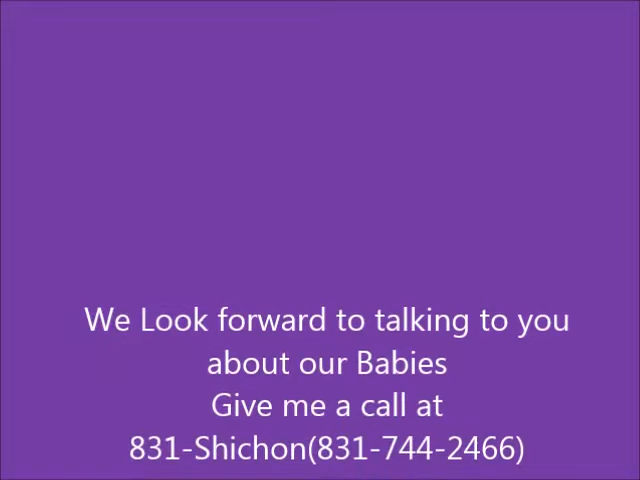 We Look forward to talking to you
about our Babies
Give me a call at
831-Shichon(831-744-2466)